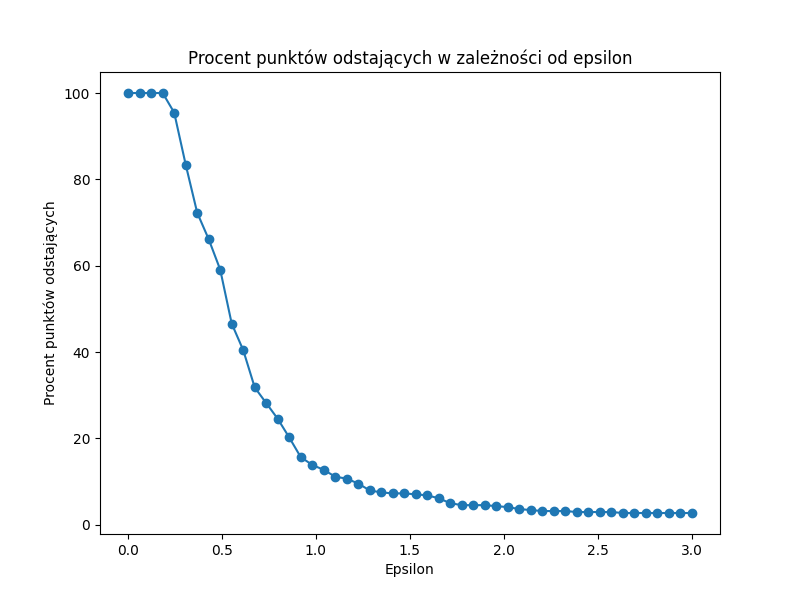 Procent punktów odstających w zależności od epsilon
Procent punktów odstających
100
80
60
40
20
0
0.0 0.5 1.0 1.5 2.0 2.5 3.0
Epsilon